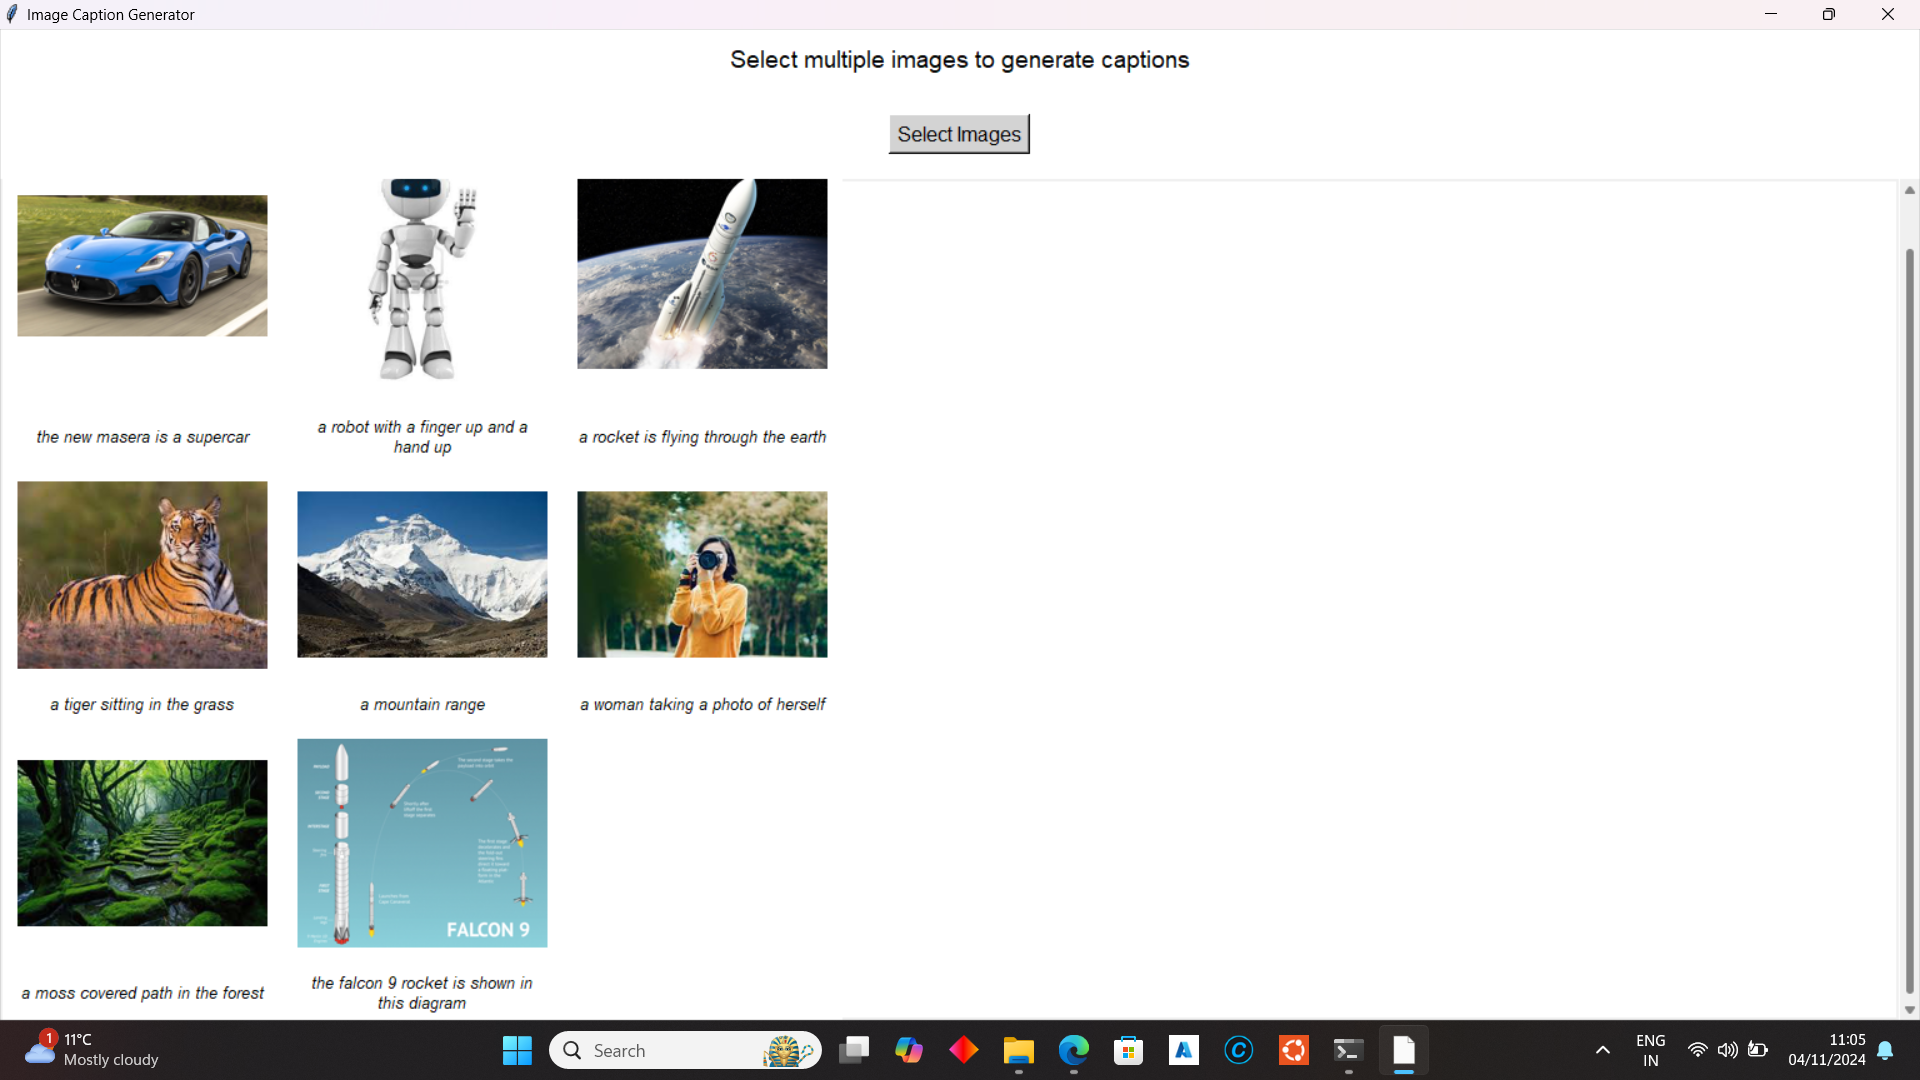 Image Caption Generator
Select multiple images to generate captions
Select Images
the new masera is a supercar
a robot with a finger up and a
hand up
a rocket is flying through the earth
a tiger sitting in the grass
a mountain range
a woman taking a photo of herself
FALCON 9
a moss covered path in the forest
the falcon 9 rocket is shown in
this diagram
1
11°C
Mostly cloudy
Search
ENG
IN
11:05
04/11/2024